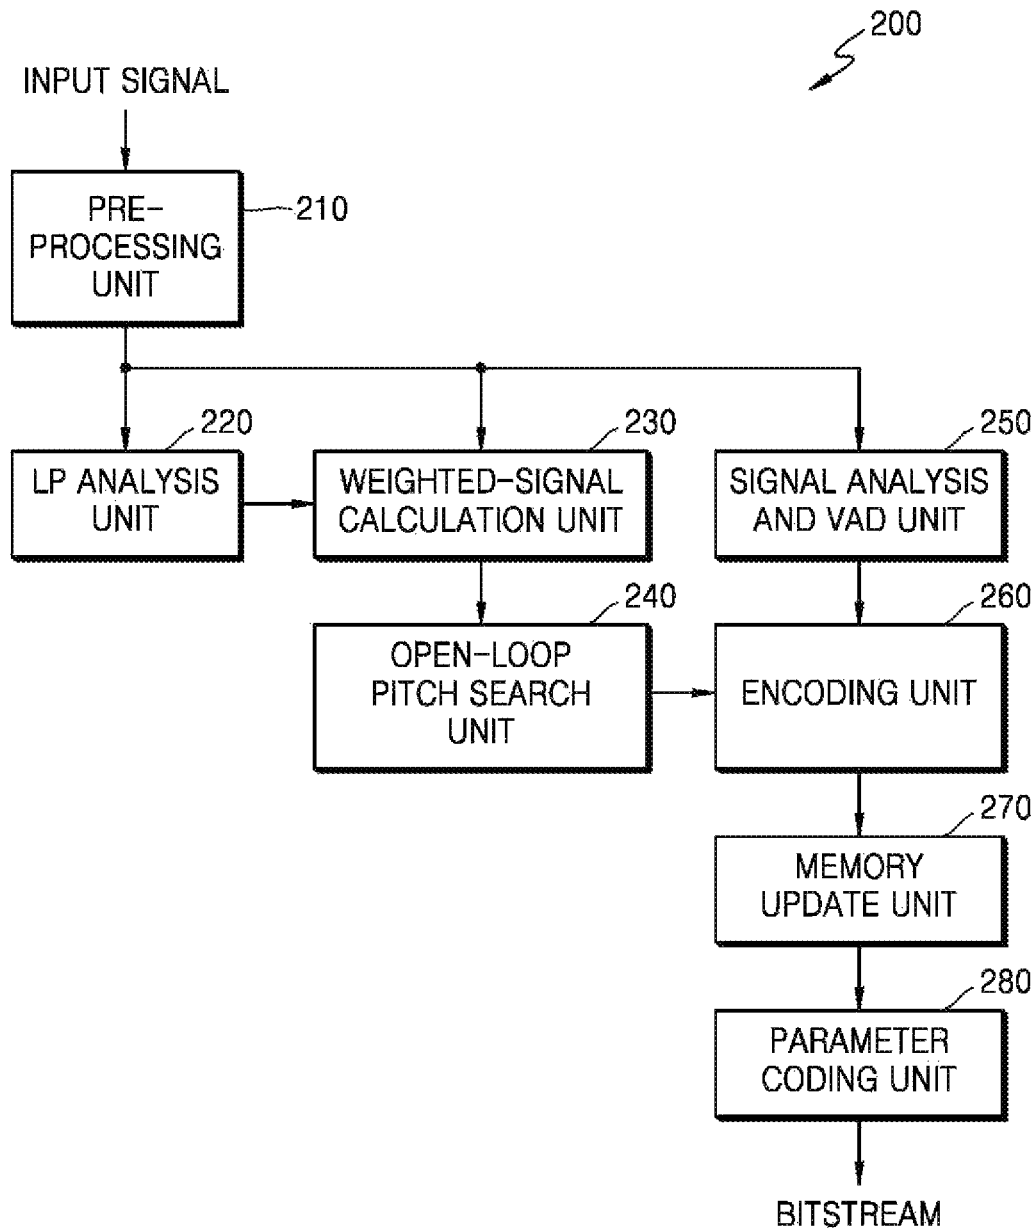 200
INPUT SIGNAL
PRE-
PROCESSING
UNIT
210
220
LP ANALYSIS
UNIT
230
WEIGHTED-SIGNAL
CALCULATION UNIT
250
SIGNAL ANALYSIS
AND VAD UNIT
240
OPEN-LOOP
PITCH SEARCH
UNIT
260
ENCODING UNIT
270
MEMORY
UPDATE UNIT
280
PARAMETER
CODING UNIT
BITSTREAM